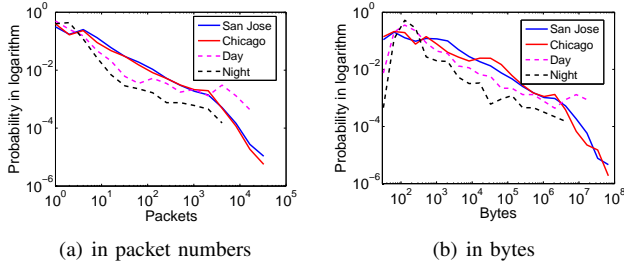 Probability in logarithm
10^0
10^-2
10^-4
10^-6
San Jose
Chicago
Day
Night
10^0 10^1 10^2 10^3 10^4 10^5
Packets
(a) in packet numbers
Probability in logarithm
10^0
10^-2
10^-4
10^-6
San Jose
Chicago
Day
Night
10^2 10^3 10^4 10^5 10^6 10^7 10^8
Bytes
(b) in bytes